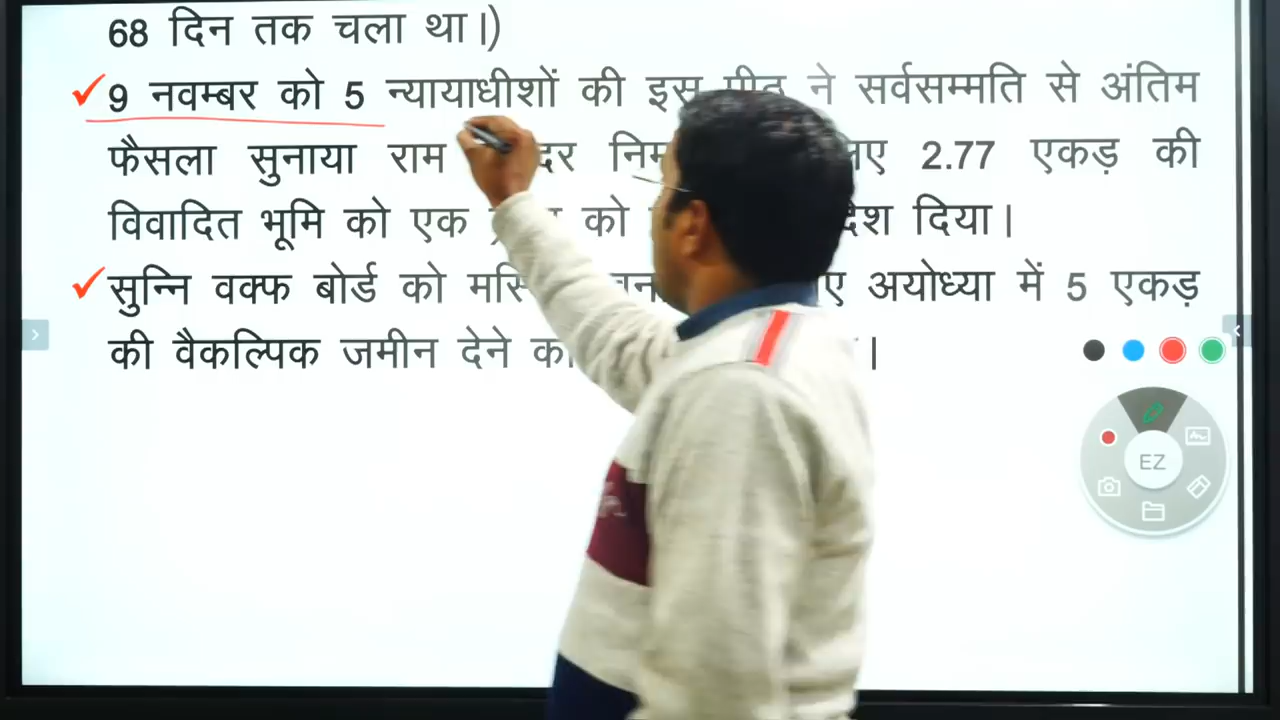 68 दिन तक चला था।)
9 नवम्बर को 5 न्यायाधीशों की इस ने सर्वसम्मति से अंतिम
फैसला सुनाया राम 2.77 एकड़ की
विवादित भूमि को एक को दिया।
सुन्नि वक्फ बोर्ड को अयोध्या में 5 एकड़
की वैकल्पिक जमीन देने का
EZ